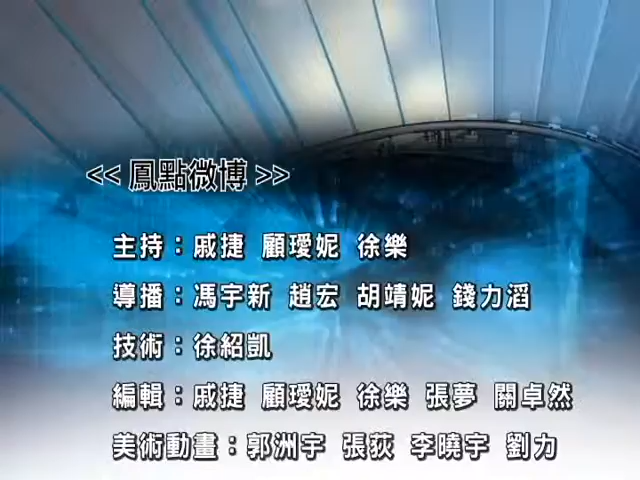 << 鳳點微博 >>
主持：戚捷 顧璦妮 徐樂
導播：馮宇新 趙宏 胡靖妮 錢力滔
技術：徐紹凱
編輯：戚捷 顧璦妮 徐樂 張夢 關卓然
美術動畫：郭洲宇 張荻 李曉宇 劉力